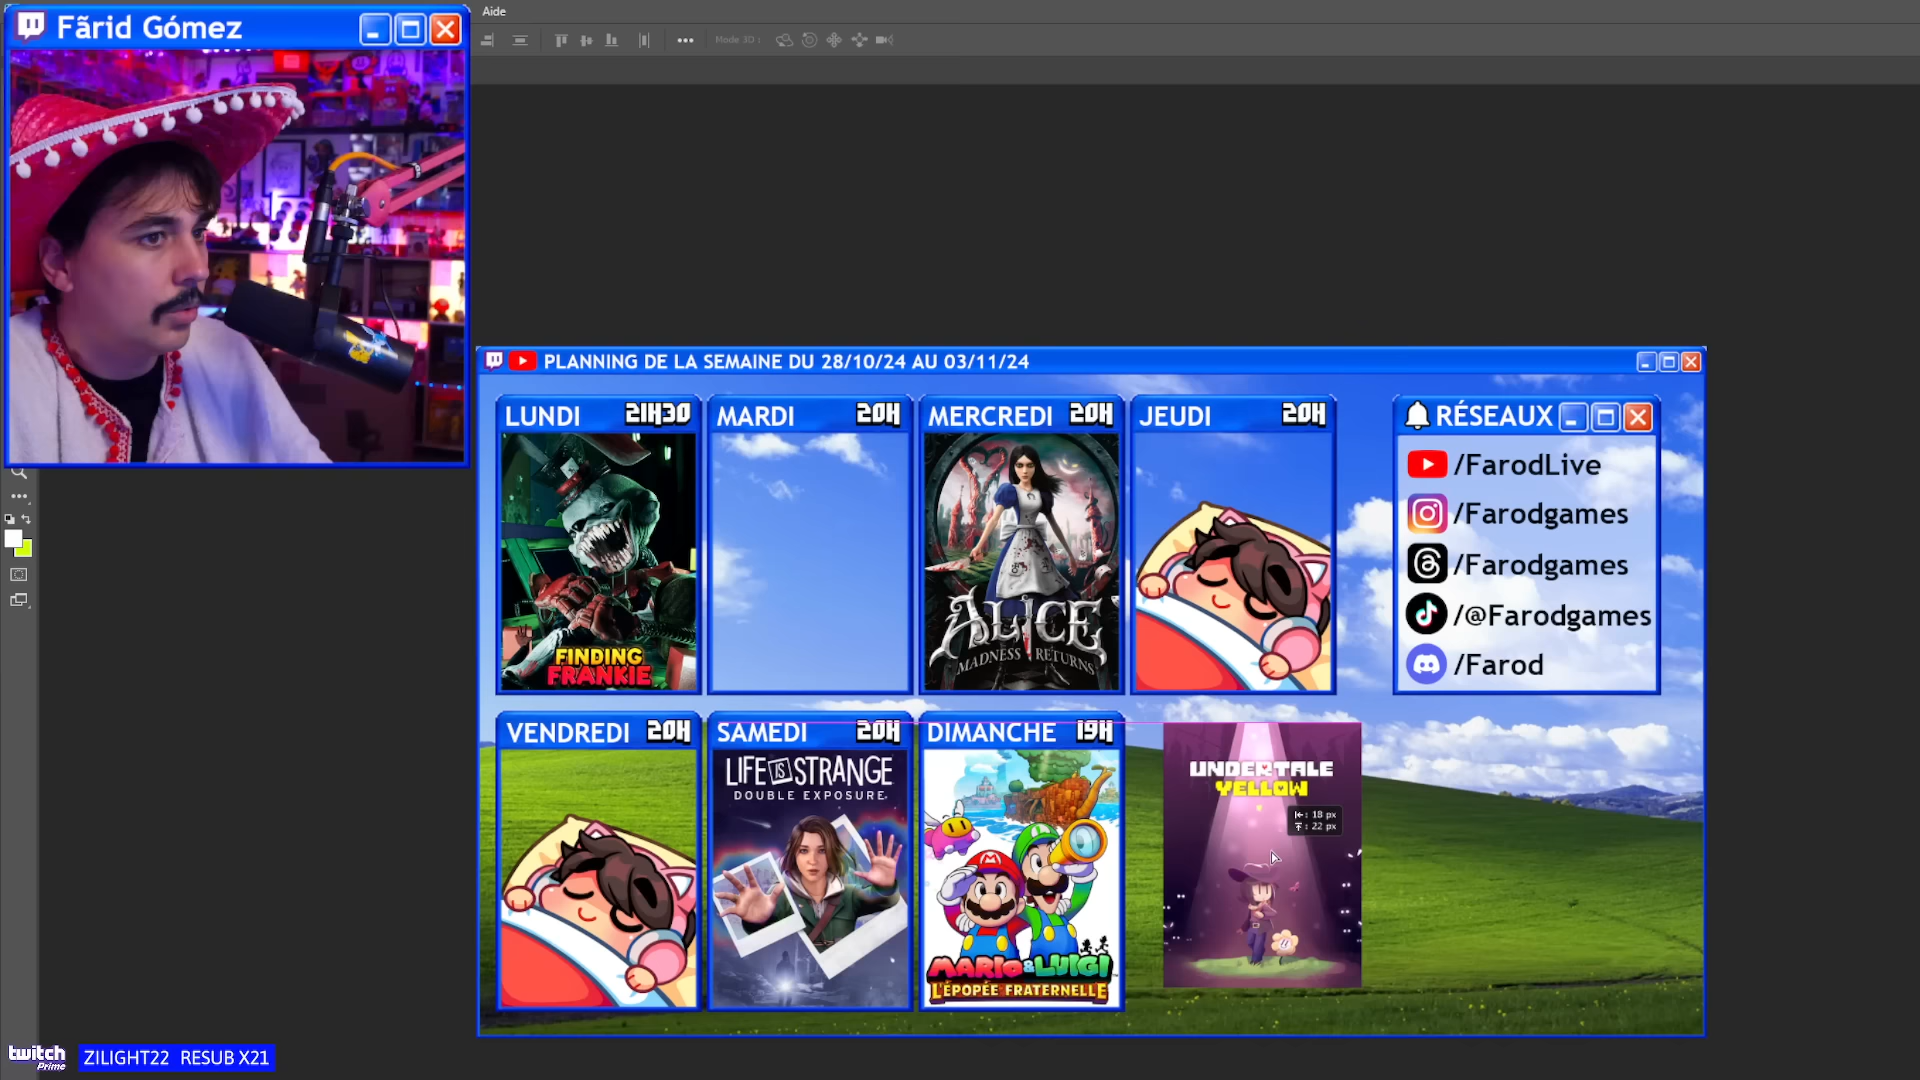 Fãrid Gómez
Aide
Mode 3D :
PLANNING DE LA SEMAINE DU 28/10/24 AU 03/11/24
LUNDI 21H30
MARDI 20H
MERCREDI 20H
JEUDI 20H
RÉSEAUX
FINDING
FRANKIE
ALICE
MADNESS RETURNS
/FarodLive
/Farodgames
/Farodgames
/@Farodgames
/Farod
VENDREDI 20H
SAMEDI 20H
DIMANCHE 19H
LIFE IS STRANGE
DOUBLE EXPOSURE
MARIO & LUIGI
L'ÉPOPÉE FRATERNELLE
UNDERTALE
YELLOW
: 18 px
: 22 px
twitch
Prime
ZILIGHT22 RESUB X21